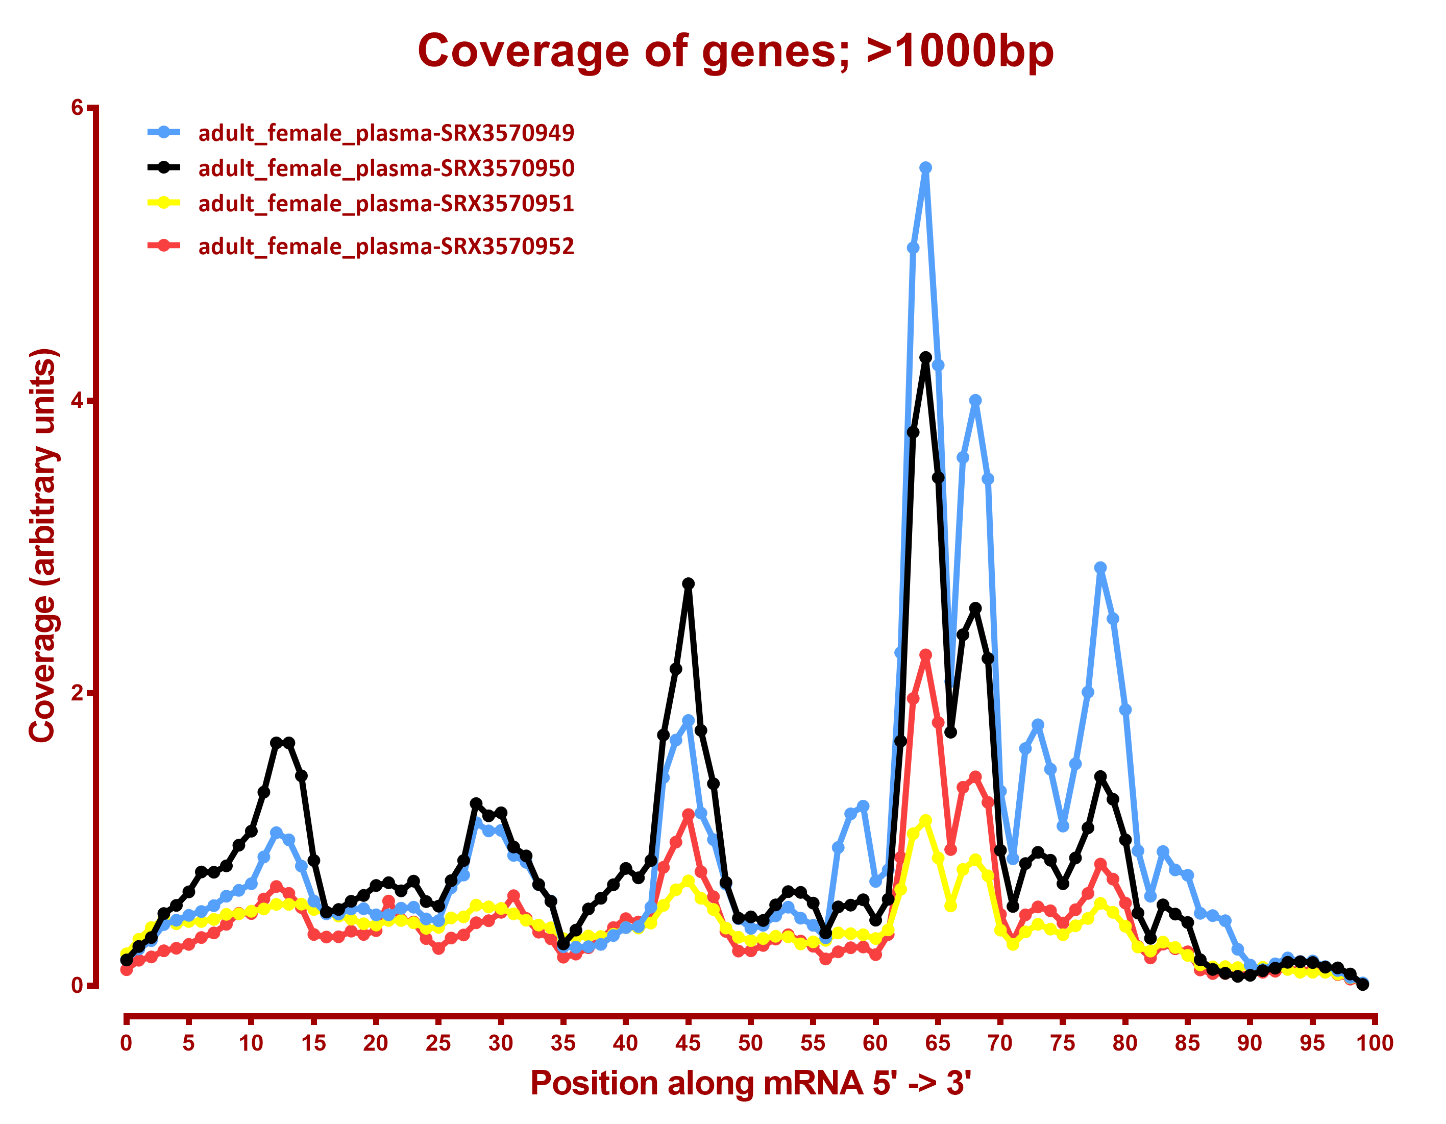 Coverage of genes; >1000bp
6
adult_female_plasma-SRX3570949
adult_female_plasma-SRX3570950
adult_female_plasma-SRX3570951
adult_female_plasma-SRX3570952
4
2
0
Coverage (arbitrary units)
0 5 10 15 20 25 30 35 40 45 50 55 60 65 70 75 80 85 90 95 100
Position along mRNA 5' -> 3'